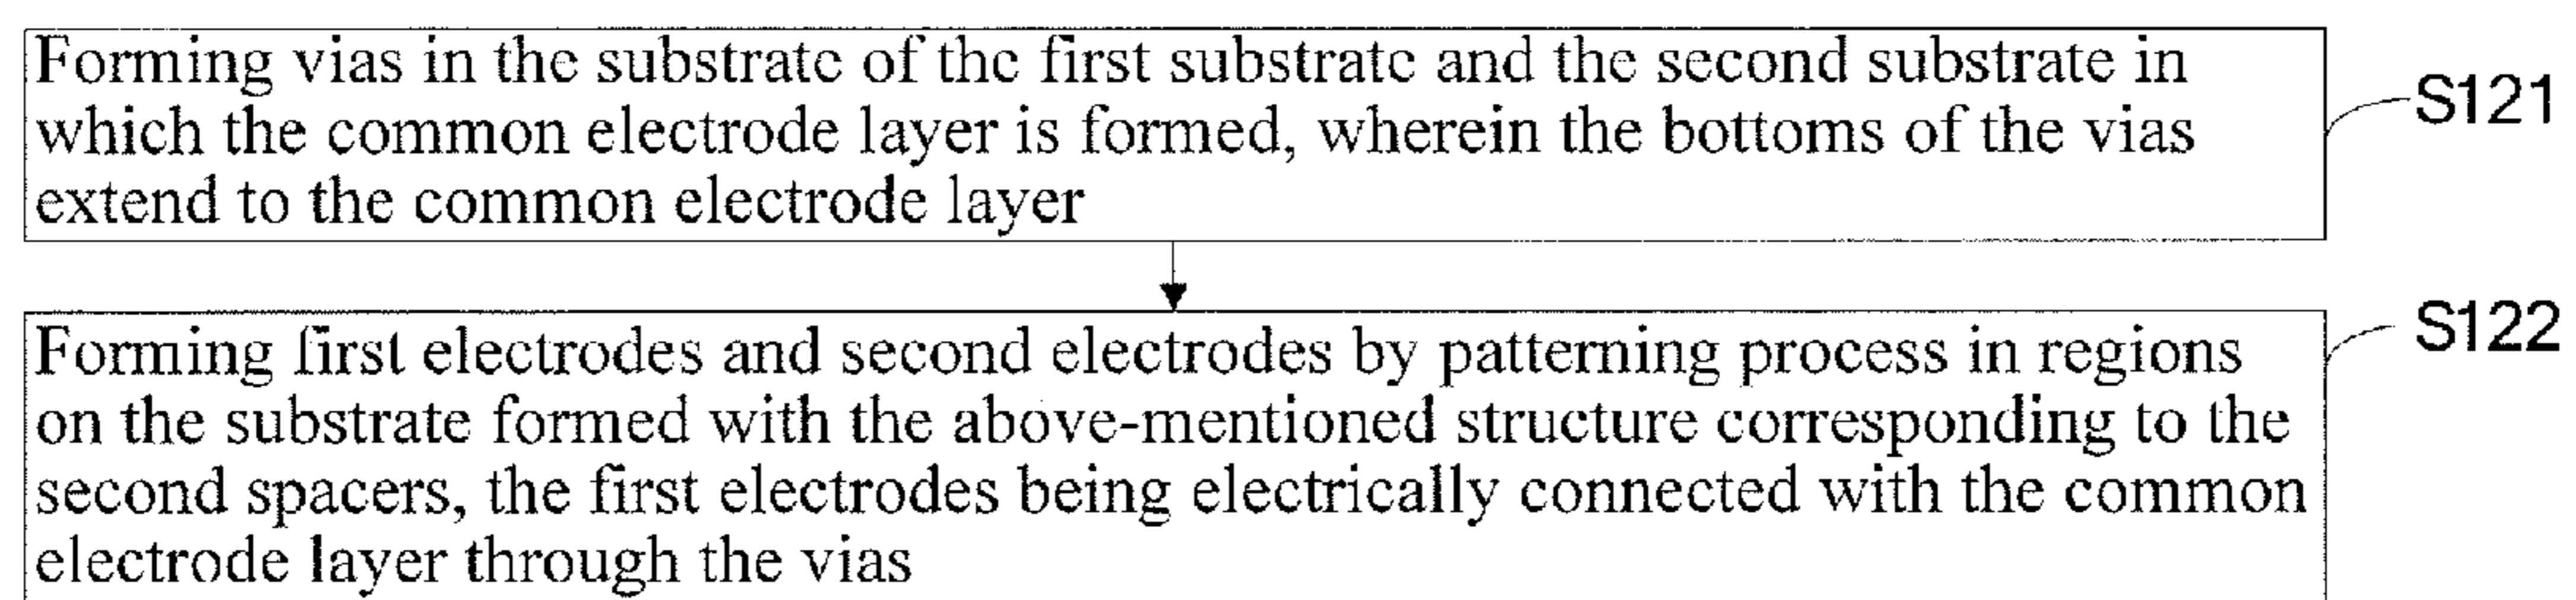 Forming vias in the substrate of the first substrate and the second substrate in
which the common electrode layer is formed, wherein the bottoms of the vias
extend to the common electrode layer
S121
Forming first electrodes and second electrodes by patterning process in regions
on the substrate formed with the above-mentioned structure corresponding to the
second spacers, the first electrodes being electrically connected with the common
electrode layer through the vias
S122